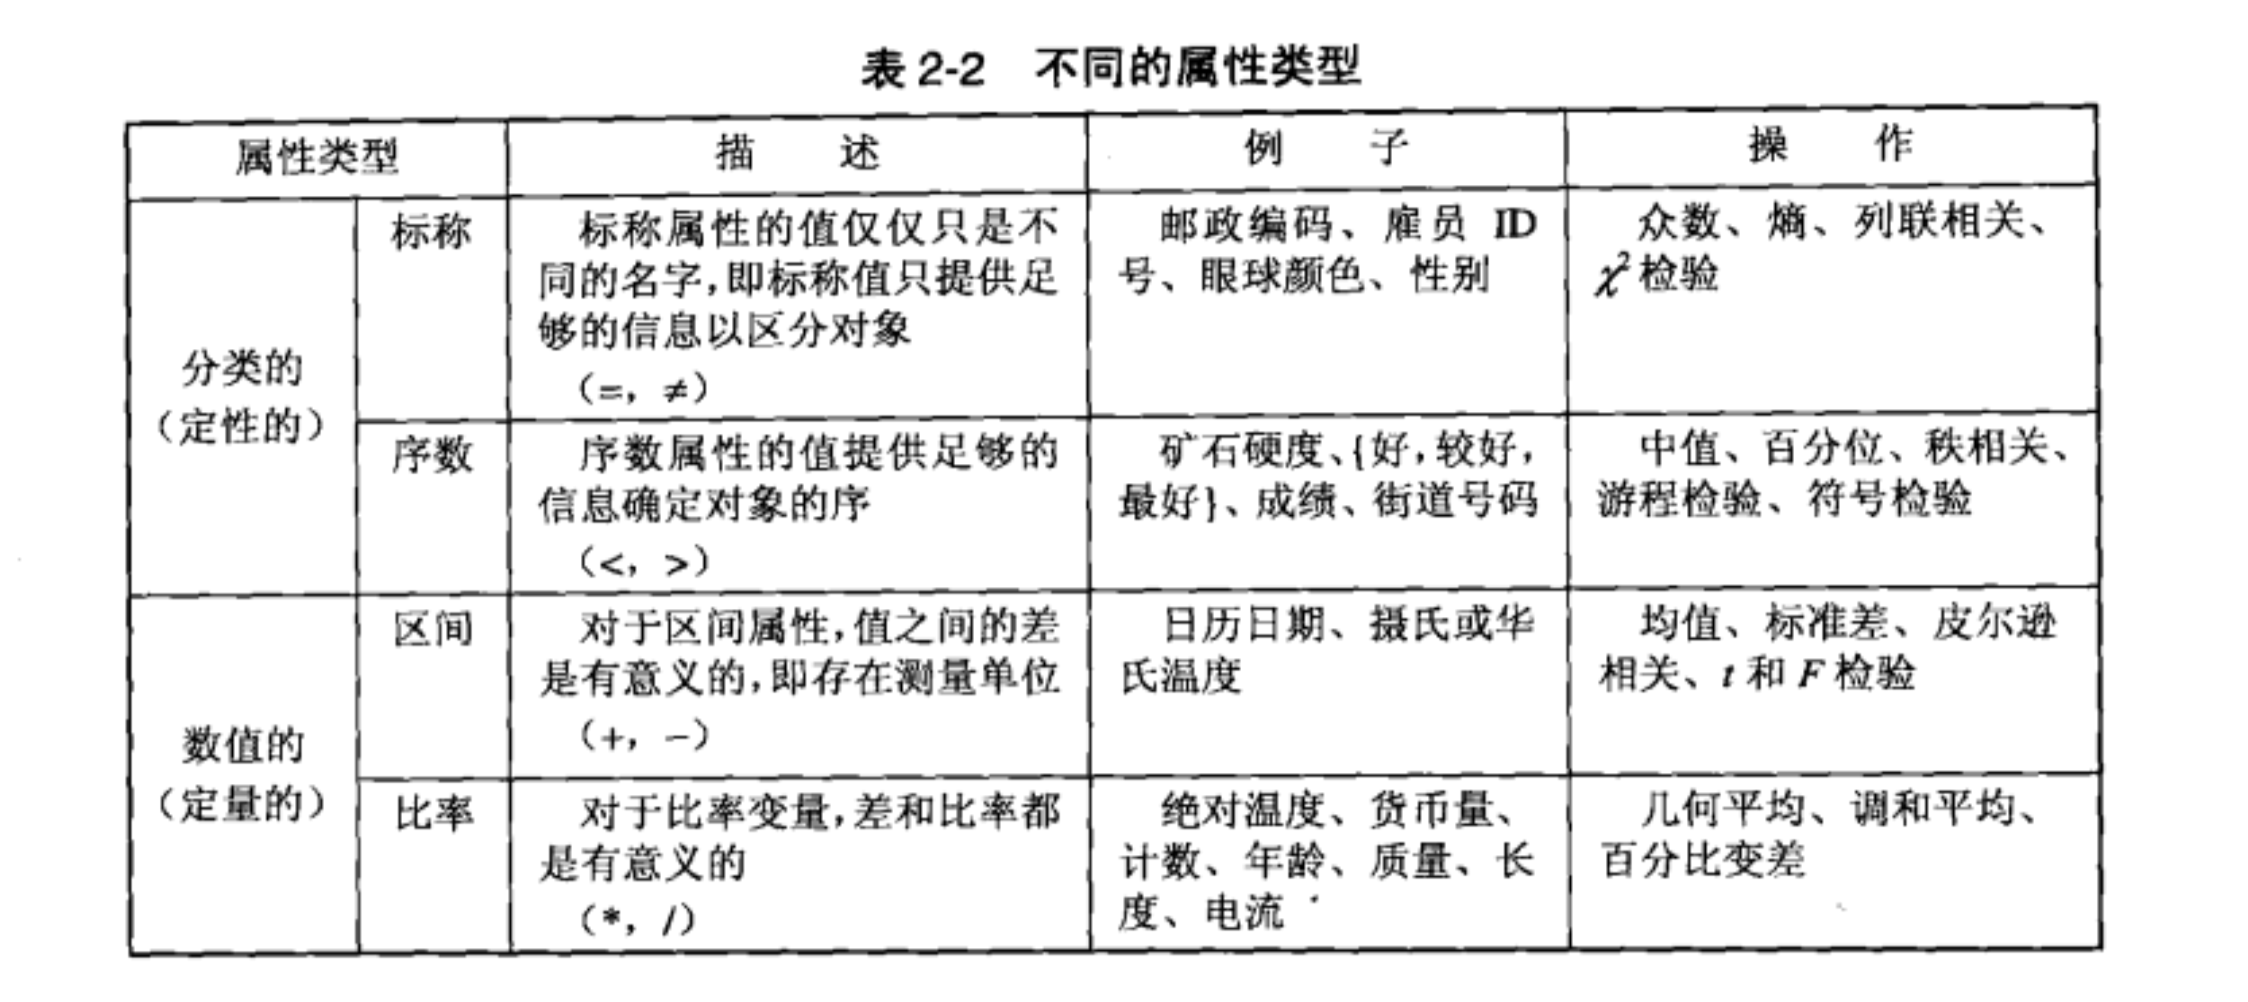 表 2-2　不同的属性类型
属性类型
描　述
例　子
操　作
分类的
（定性的）
标称
标称属性的值仅仅只是不
同的名字，即标称值只提供足
够的信息以区分对象
（=，≠）
邮政编码、雇员 ID
号、眼球颜色、性别
众数、熵、列联相关、
χ²检验
序数
序数属性的值提供足够的
信息确定对象的序
（<，>）
矿石硬度、{好，较好，
最好}、成绩、街道号码
中值、百分位、秩相关、
游程检验、符号检验
数值的
（定量的）
区间
对于区间属性，值之间的差
是有意义的，即存在测量单位
（+，−）
日历日期、摄氏或华
氏温度
均值、标准差、皮尔逊
相关、t 和 F 检验
比率
对于比率变量，差和比率都
是有意义的
（*，/）
绝对温度、货币量、
计数、年龄、质量、长
度、电流
几何平均、调和平均、
百分比变差